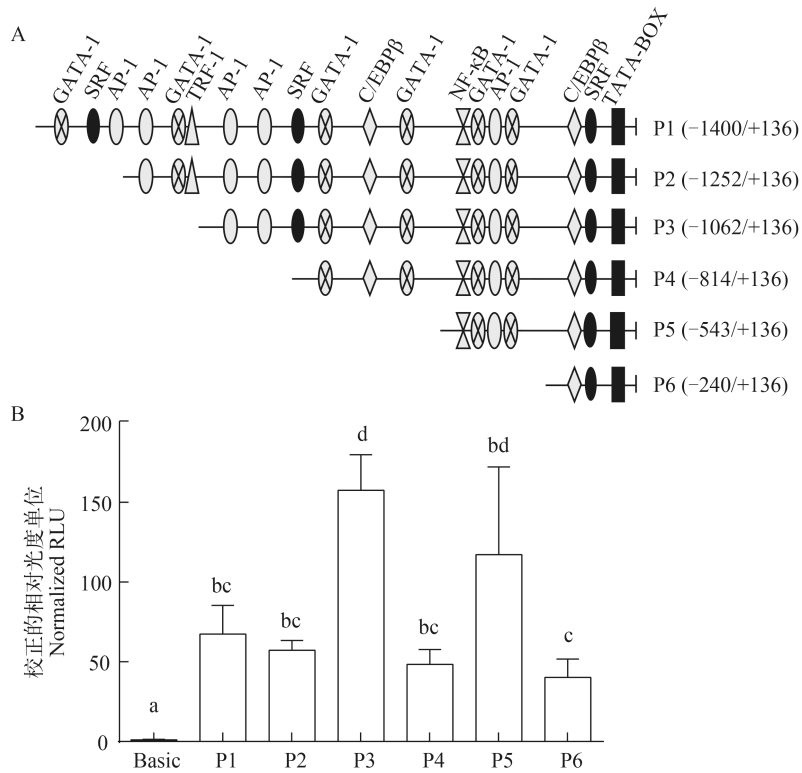 A
GATA-1
SRF
AP-1
AP-1
GATA-1
TRF-1
AP-1
AP-1
SRF
GATA-1
C/EBPβ
GATA-1
NF-κB
GATA-1
AP-1
GATA-1
C/EBPβ
SRF
TATA-BOX
P1 (−1400/+136)
P2 (−1252/+136)
P3 (−1062/+136)
P4 (−814/+136)
P5 (−543/+136)
P6 (−240/+136)
B
校正的相对光度单位
Normalized RLU
200
150
100
50
0
a
bc
bc
d
bc
bd
c
Basic P1 P2 P3 P4 P5 P6